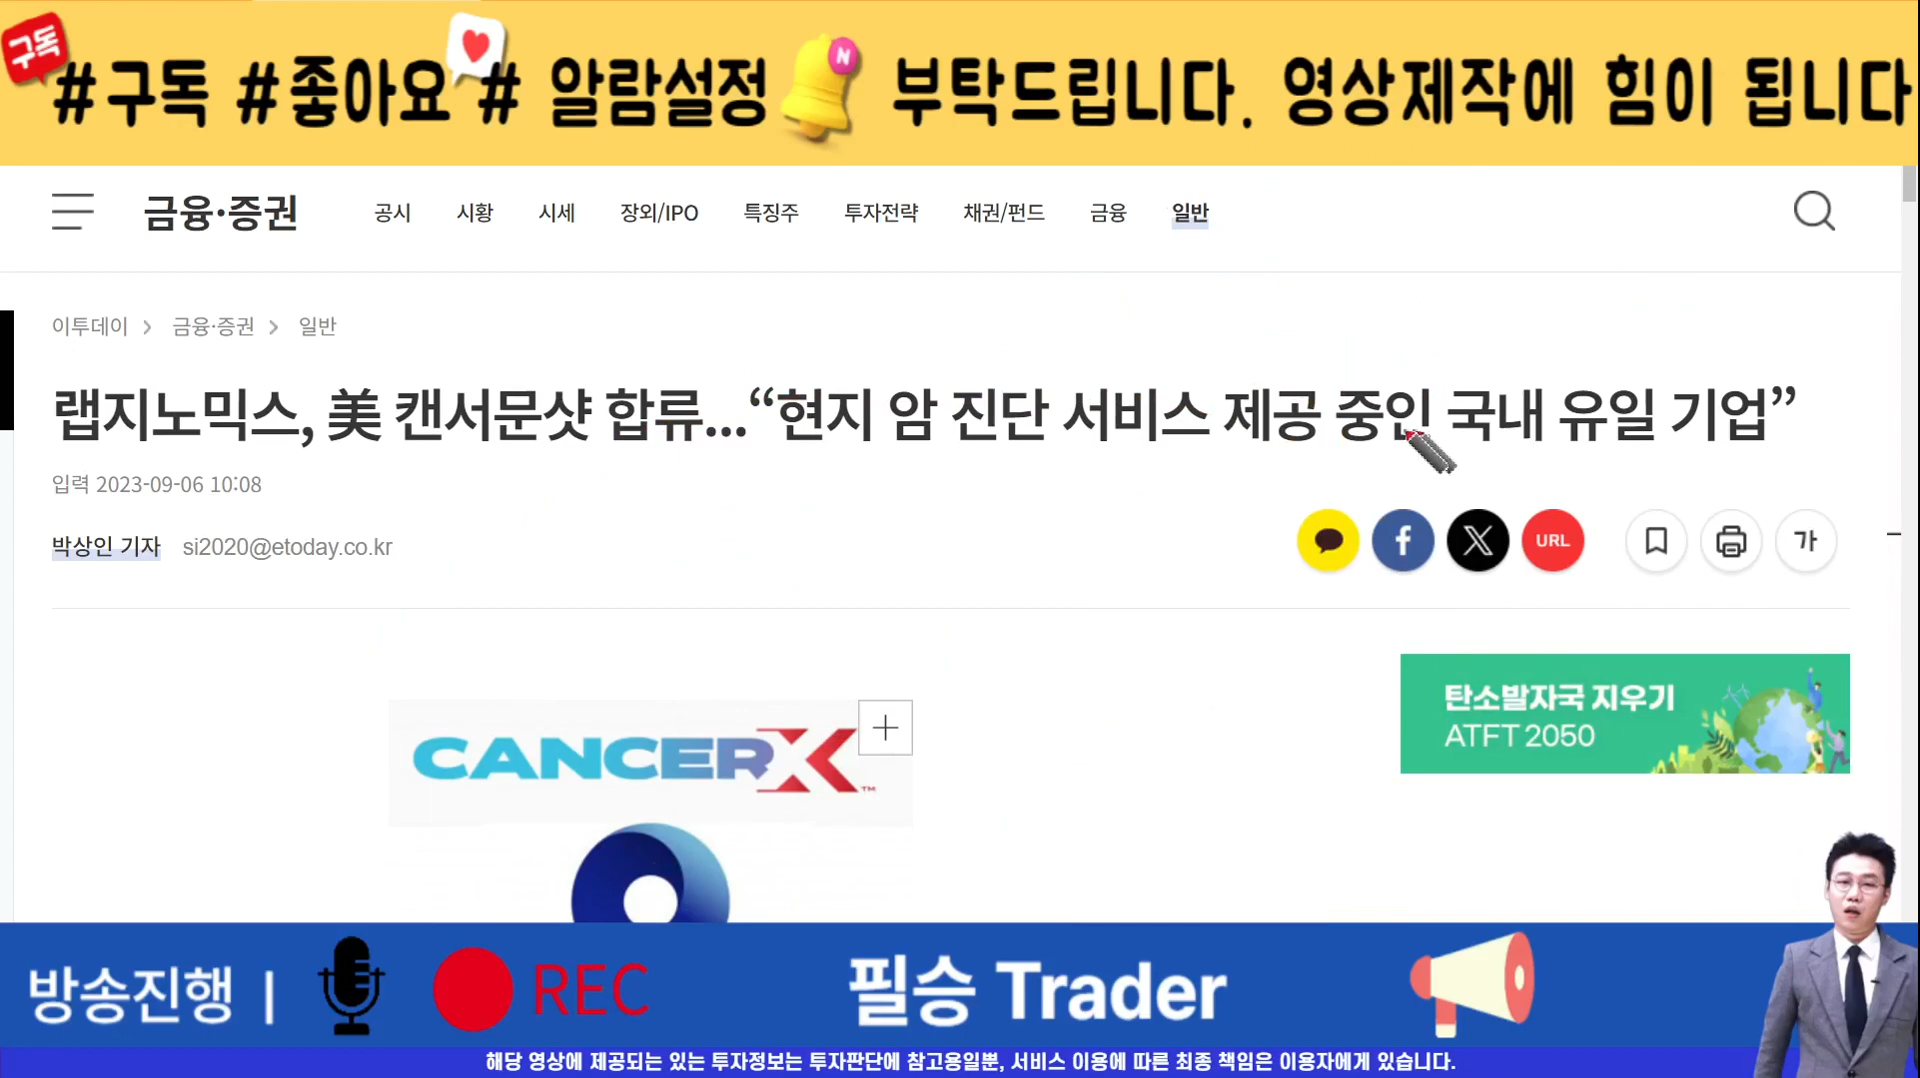 구독
#구독 #좋아요 # 알람설정 N 부탁드립니다. 영상제작에 힘이 됩니다
금융·증권 공시 시황 시세 장외/IPO 특징주 투자전략 채권/펀드 금융 일반
이투데이 > 금융·증권 > 일반
랩지노믹스, 美 캔서문샷 합류...“현지 암 진단 서비스 제공 중인 국내 유일 기업”
입력 2023-09-06 10:08
박상인 기자 si2020@etoday.co.kr
URL 가
탄소발자국 지우기
ATFT 2050
CANCERX™
방송진행 | REC 필승 Trader
해당 영상에 제공되는 있는 투자정보는 투자판단에 참고용일뿐, 서비스 이용에 따른 최종 책임은 이용자에게 있습니다.